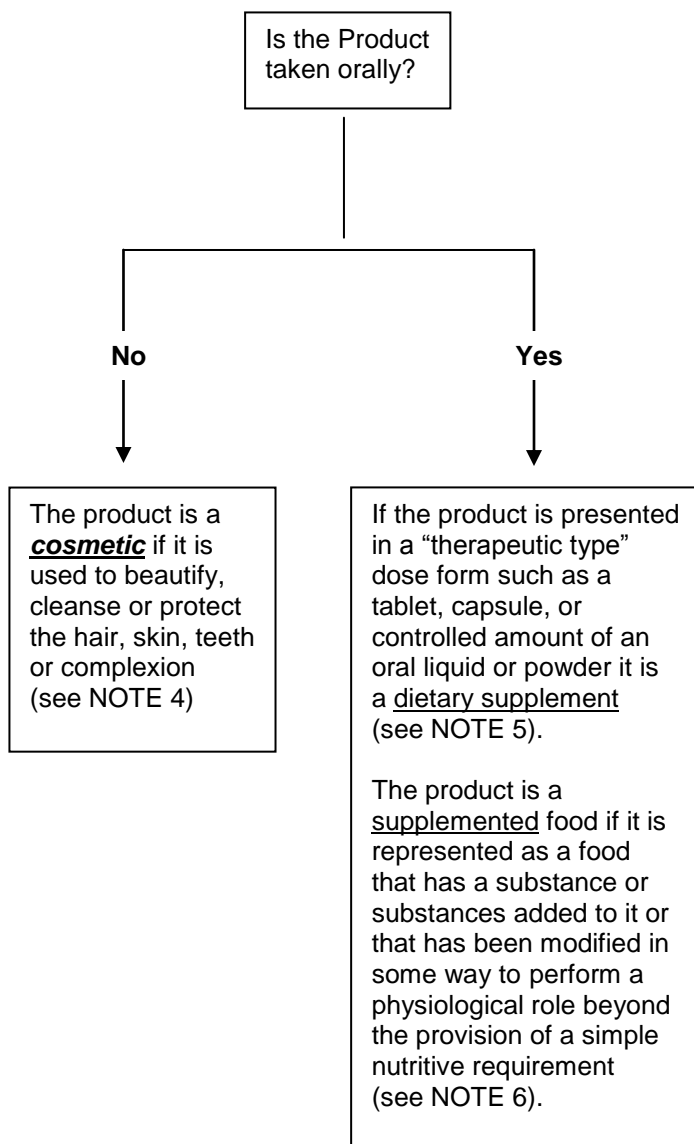 Is the Product
taken orally?
No
Yes
The product is a
cosmetic if it is
used to beautify,
cleanse or protect
the hair, skin, teeth
or complexion
(see NOTE 4)
If the product is presented
in a “therapeutic type”
dose form such as a
tablet, capsule, or
controlled amount of an
oral liquid or powder it is
a dietary supplement
(see NOTE 5).
The product is a
supplemented food if it is
represented as a food
that has a substance or
substances added to it or
that has been modified in
some way to perform a
physiological role beyond
the provision of a simple
nutritive requirement
(see NOTE 6).